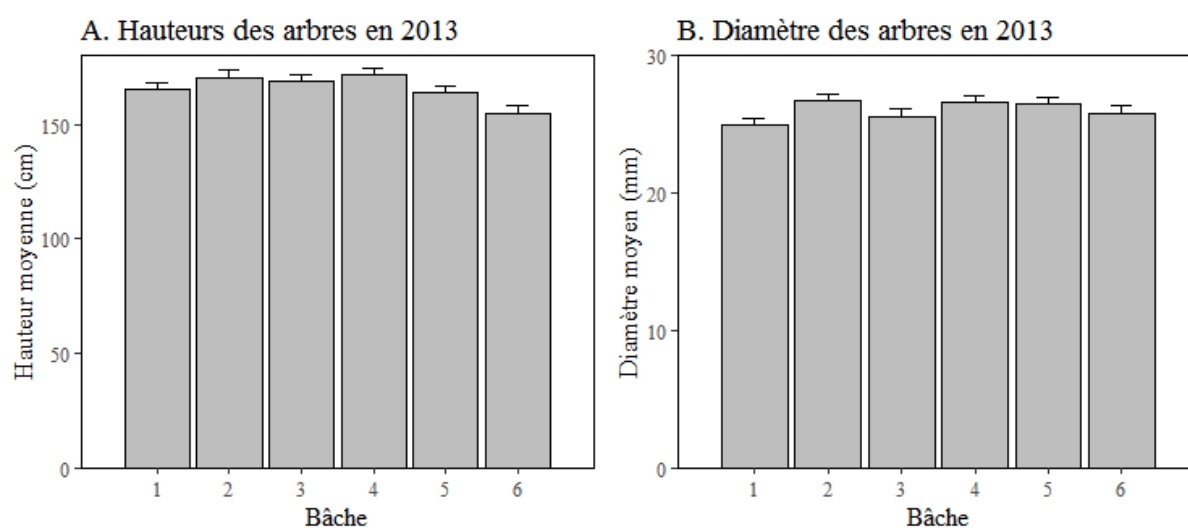 A. Hauteurs des arbres en 2013
Hauteur moyenne (cm)
150
100
50
0
1 2 3 4 5 6
Bâche
B. Diamètre des arbres en 2013
Diamètre moyen (mm)
30
20
10
0
1 2 3 4 5 6
Bâche